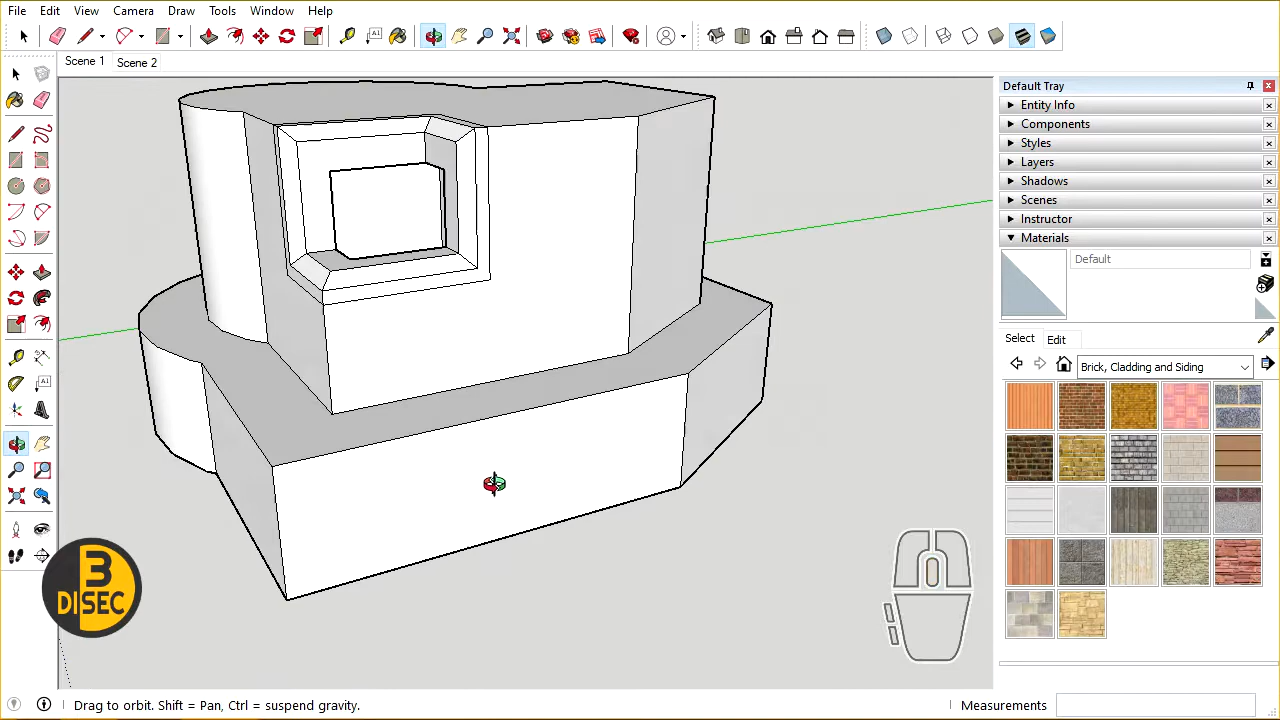 File Edit View Camera Draw Tools Window Help
Scene 1 Scene 2
Default Tray
Entity Info
Components
Styles
Layers
Shadows
Scenes
Instructor
Materials
Default
Select Edit
Brick, Cladding and Siding
3
DISEC
Drag to orbit. Shift = Pan, Ctrl = suspend gravity.
Measurements